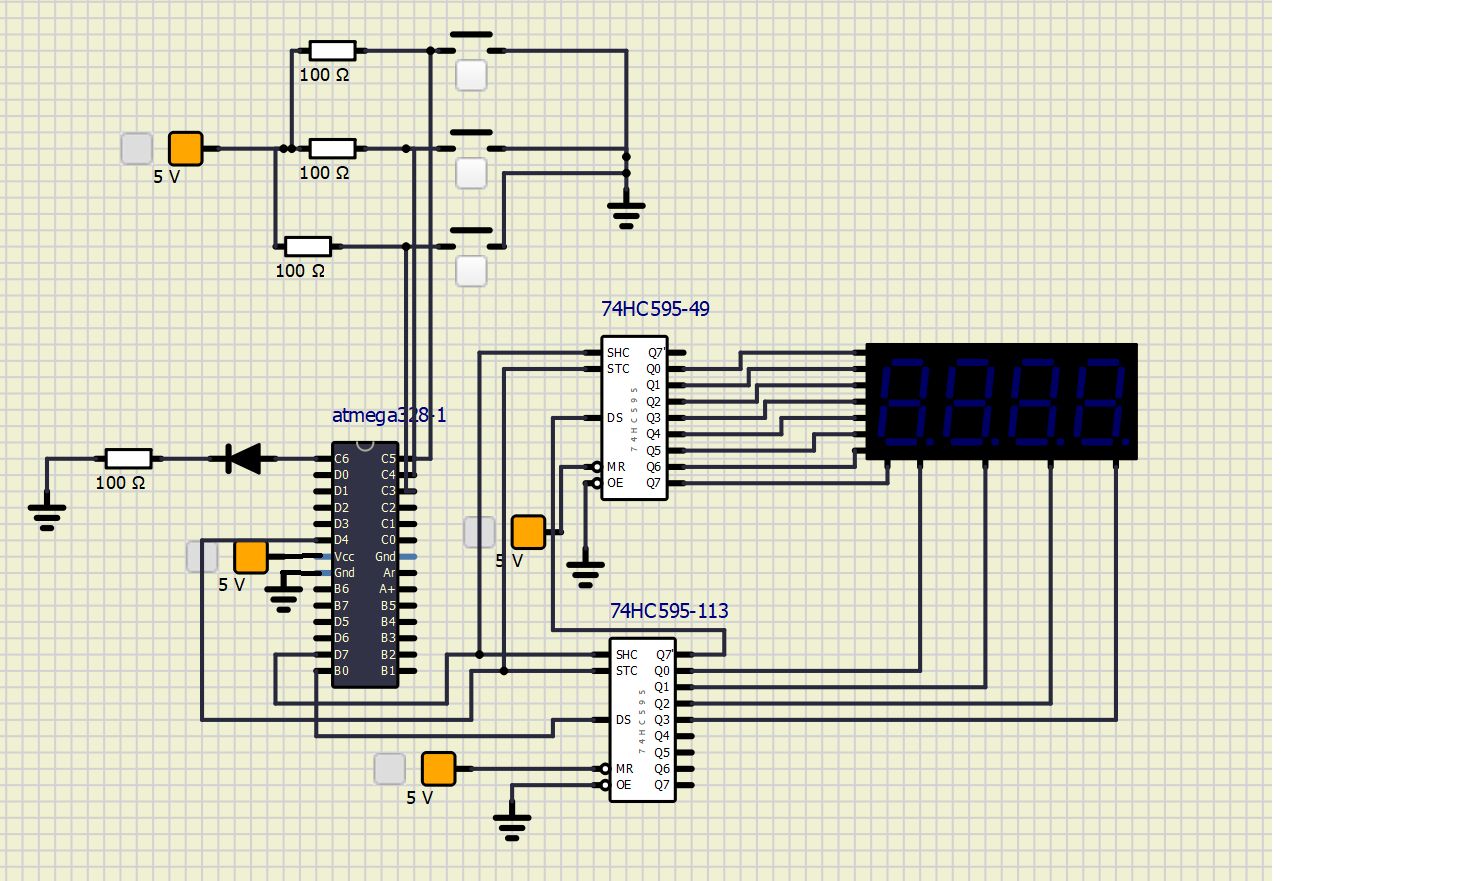 100 Ω
5 V
100 Ω
100 Ω
74HC595-49
SHC Q7'
STC Q0
Q1
Q2
DS Q3
Q4
Q5
MR Q6
OE Q7
74HC595
5 V
atmega328-1
C6 C5
D0 C4
D1 C3
D2 C2
D3 C1
D4 C0
Vcc Gnd
Gnd Ar
B6 A+
B7 B5
D5 B4
D6 B3
D7 B2
B0 B1
100 Ω
5 V
74HC595-113
SHC Q7'
STC Q0
Q1
Q2
DS Q3
Q4
Q5
MR Q6
OE Q7
74HC595
5 V